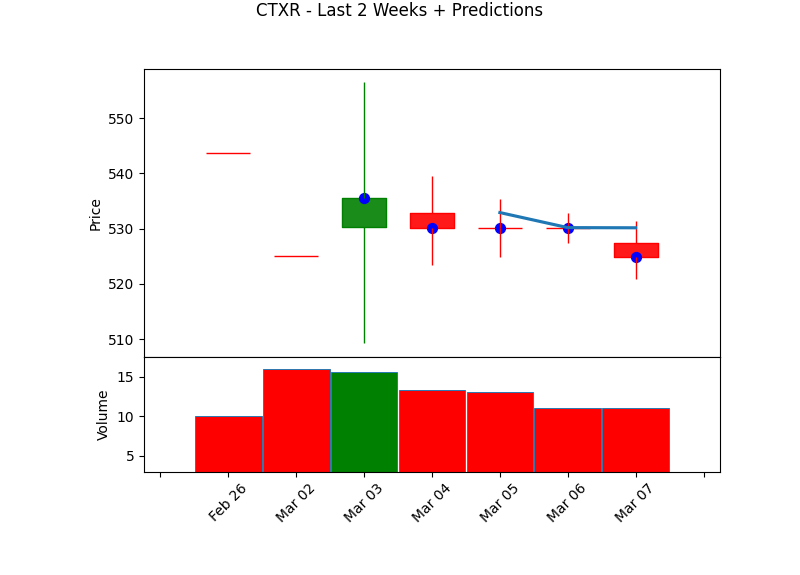 CTXR - Last 2 Weeks + Predictions
Price
550
540
530
520
510
Volume
15
10
5
Feb 26
Mar 02
Mar 03
Mar 04
Mar 05
Mar 06
Mar 07